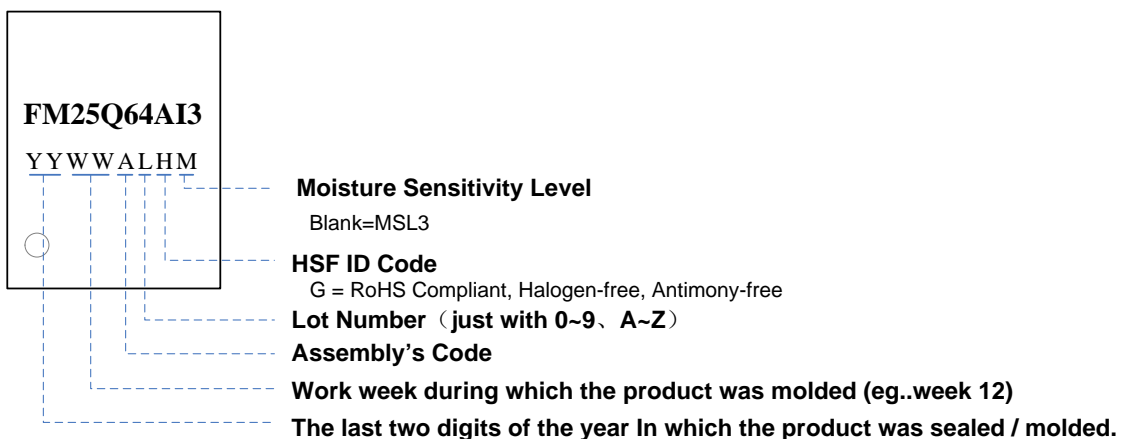 FM25Q64AI3
YYWWALHM
Moisture Sensitivity Level
Blank=MSL3
HSF ID Code
G = RoHS Compliant, Halogen-free, Antimony-free
Lot Number（just with 0~9、A~Z）
Assembly’s Code
Work week during which the product was molded (eg..week 12)
The last two digits of the year In which the product was sealed / molded.